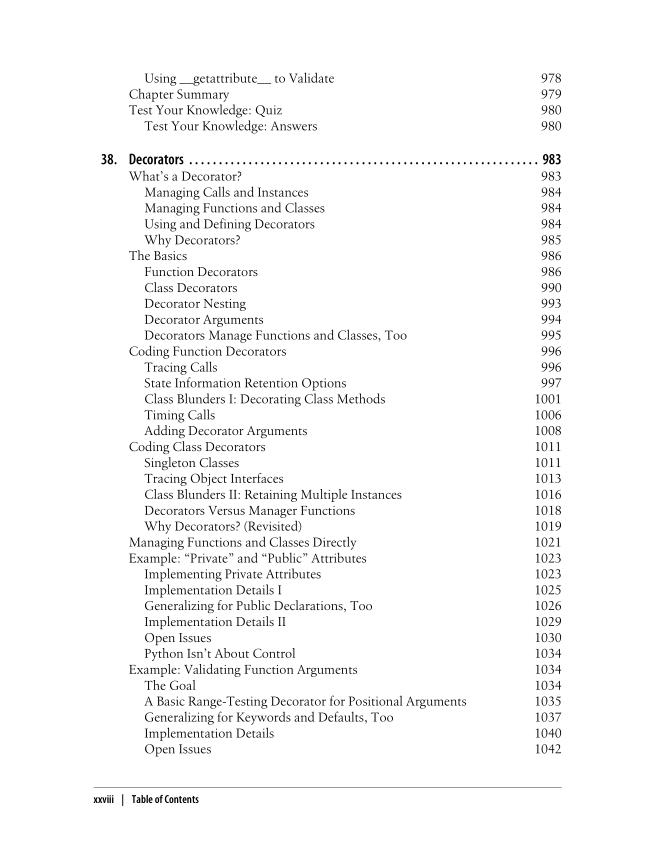 Using __getattribute__ to Validate 978
Chapter Summary 979
Test Your Knowledge: Quiz 980
Test Your Knowledge: Answers 980
38. Decorators . . . . . . . . . . . . . . . . . . . . . . . . . . . . . . . . . . . . . . . . . . . . . . . . . . . . . . . . . . . 983
What’s a Decorator? 983
Managing Calls and Instances 984
Managing Functions and Classes 984
Using and Defining Decorators 984
Why Decorators? 985
The Basics 986
Function Decorators 986
Class Decorators 990
Decorator Nesting 993
Decorator Arguments 994
Decorators Manage Functions and Classes, Too 995
Coding Function Decorators 996
Tracing Calls 996
State Information Retention Options 997
Class Blunders I: Decorating Class Methods 1001
Timing Calls 1006
Adding Decorator Arguments 1008
Coding Class Decorators 1011
Singleton Classes 1011
Tracing Object Interfaces 1013
Class Blunders II: Retaining Multiple Instances 1016
Decorators Versus Manager Functions 1018
Why Decorators? (Revisited) 1019
Managing Functions and Classes Directly 1021
Example: “Private” and “Public” Attributes 1023
Implementing Private Attributes 1023
Implementation Details I 1025
Generalizing for Public Declarations, Too 1026
Implementation Details II 1029
Open Issues 1030
Python Isn’t About Control 1034
Example: Validating Function Arguments 1034
The Goal 1034
A Basic Range-Testing Decorator for Positional Arguments 1035
Generalizing for Keywords and Defaults, Too 1037
Implementation Details 1040
Open Issues 1042
xxviii | Table of Contents